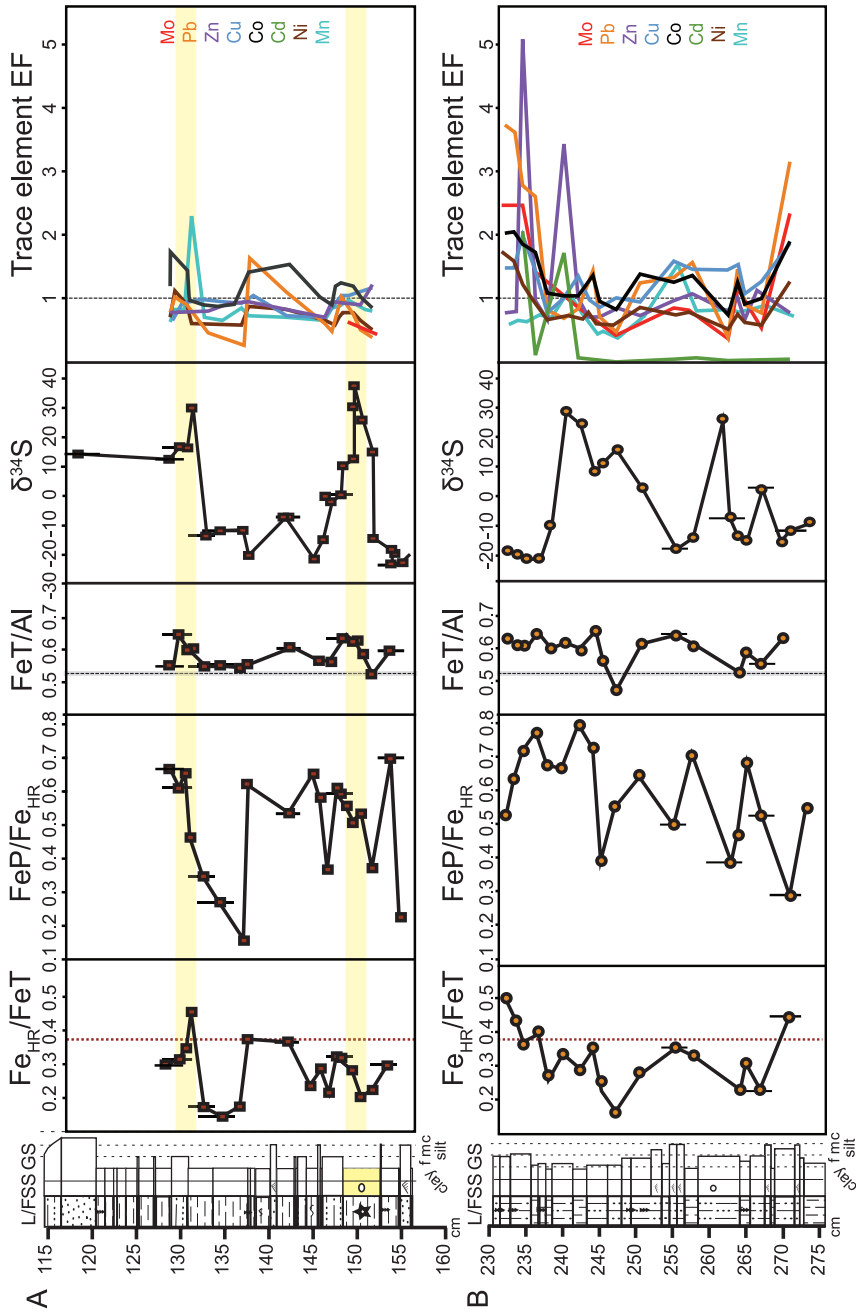 A
L/FSS GS
Fe_HR/FeT
FeP/Fe_HR
FeT/Al
δ³⁴S
Trace element EF
115
120
125
130
135
140
145
150
155
160
cm
clay
silt
f m c
0.2
0.3
0.4
0.5
0.1
0.2
0.3
0.4
0.5
0.6
0.7
0.8
0.5
0.6
0.7
-30
-20
-10
0
10
20
30
40
1
2
3
4
5
Mo
Pb
Zn
Cu
Co
Cd
Ni
Mn
B
L/FSS GS
Fe_HR/FeT
FeP/Fe_HR
FeT/Al
δ³⁴S
Trace element EF
230
235
240
245
250
255
260
265
270
275
cm
clay
silt
f m c
0.2
0.3
0.4
0.5
0.1
0.2
0.3
0.4
0.5
0.6
0.7
0.8
0.5
0.6
0.7
-30
-20
-10
0
10
20
30
40
1
2
3
4
5
Mo
Pb
Zn
Cu
Co
Cd
Ni
Mn